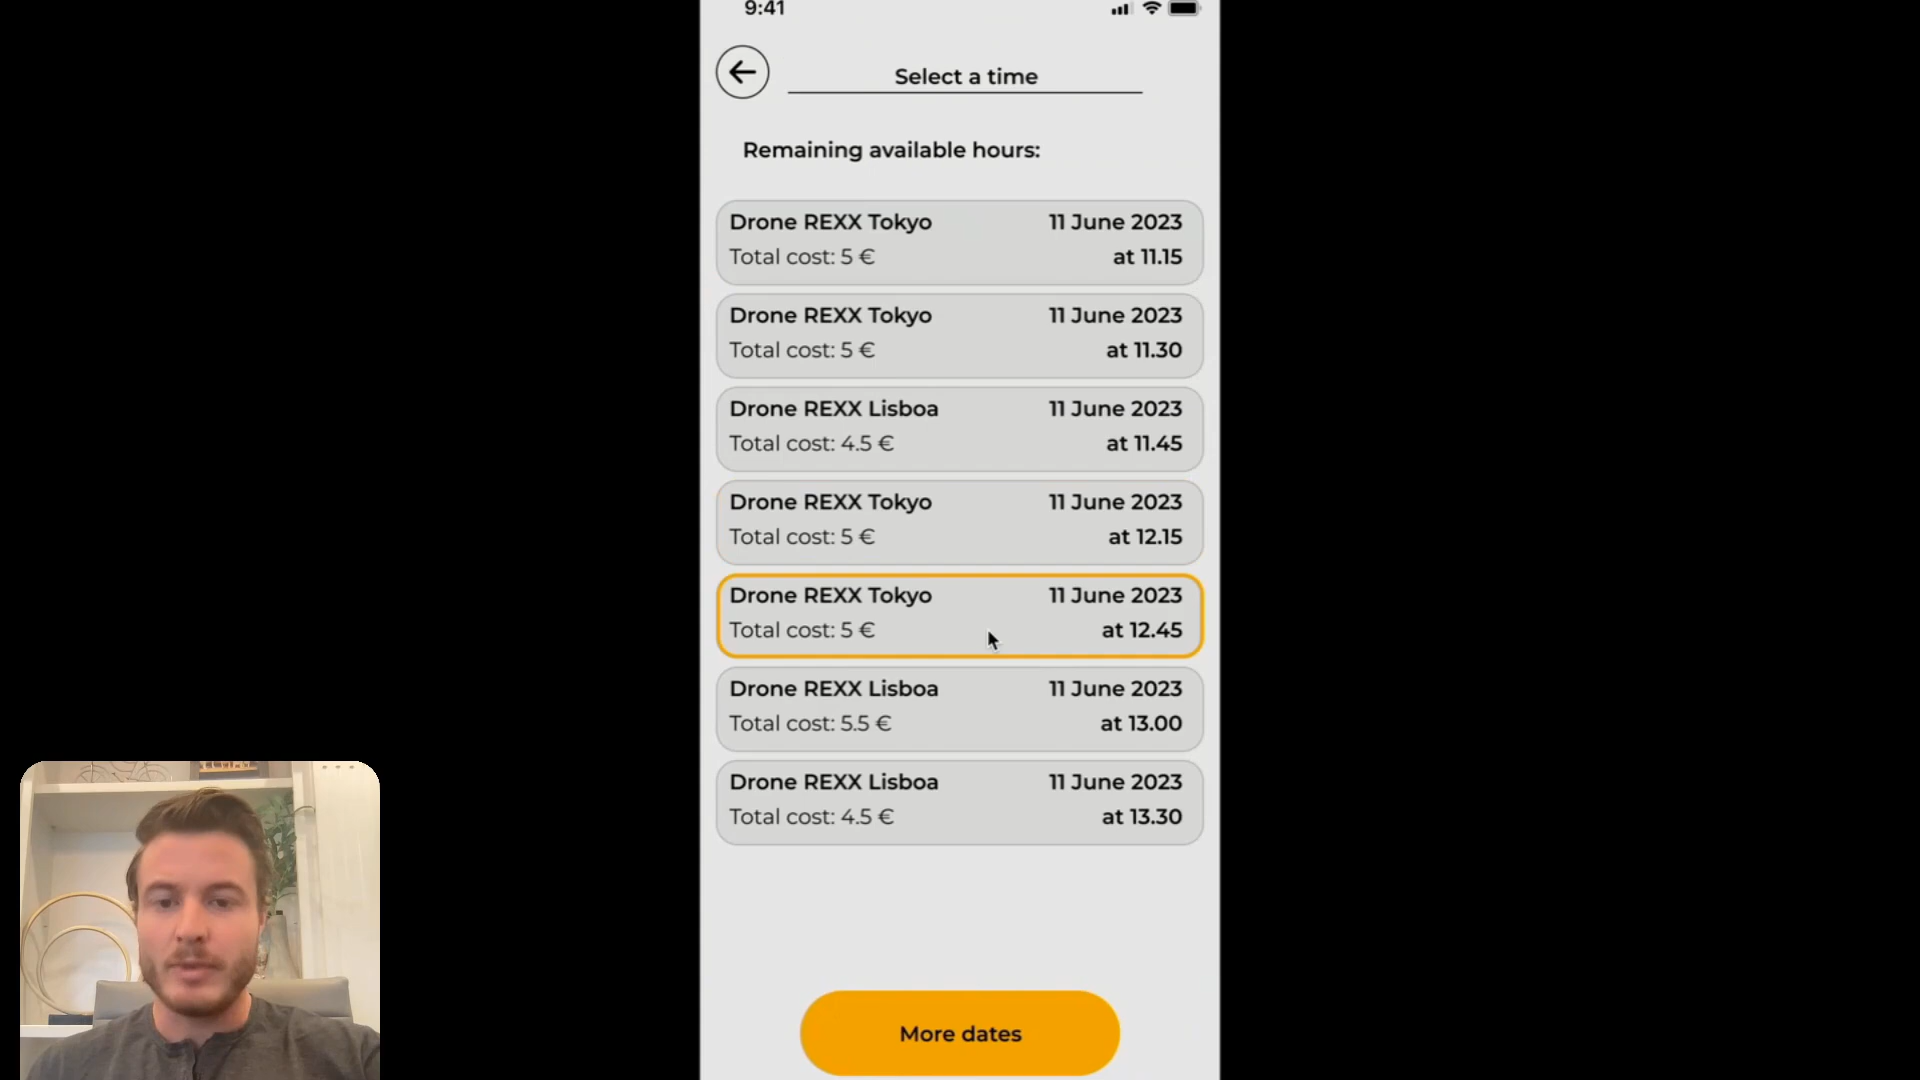 9:41
Select a time
Remaining available hours:
Drone REXX Tokyo 11 June 2023
Total cost: 5 € at 11.15
Drone REXX Tokyo 11 June 2023
Total cost: 5 € at 11.30
Drone REXX Lisboa 11 June 2023
Total cost: 4.5 € at 11.45
Drone REXX Tokyo 11 June 2023
Total cost: 5 € at 12.15
Drone REXX Tokyo 11 June 2023
Total cost: 5 € at 12.45
Drone REXX Lisboa 11 June 2023
Total cost: 5.5 € at 13.00
Drone REXX Lisboa 11 June 2023
Total cost: 4.5 € at 13.30
More dates